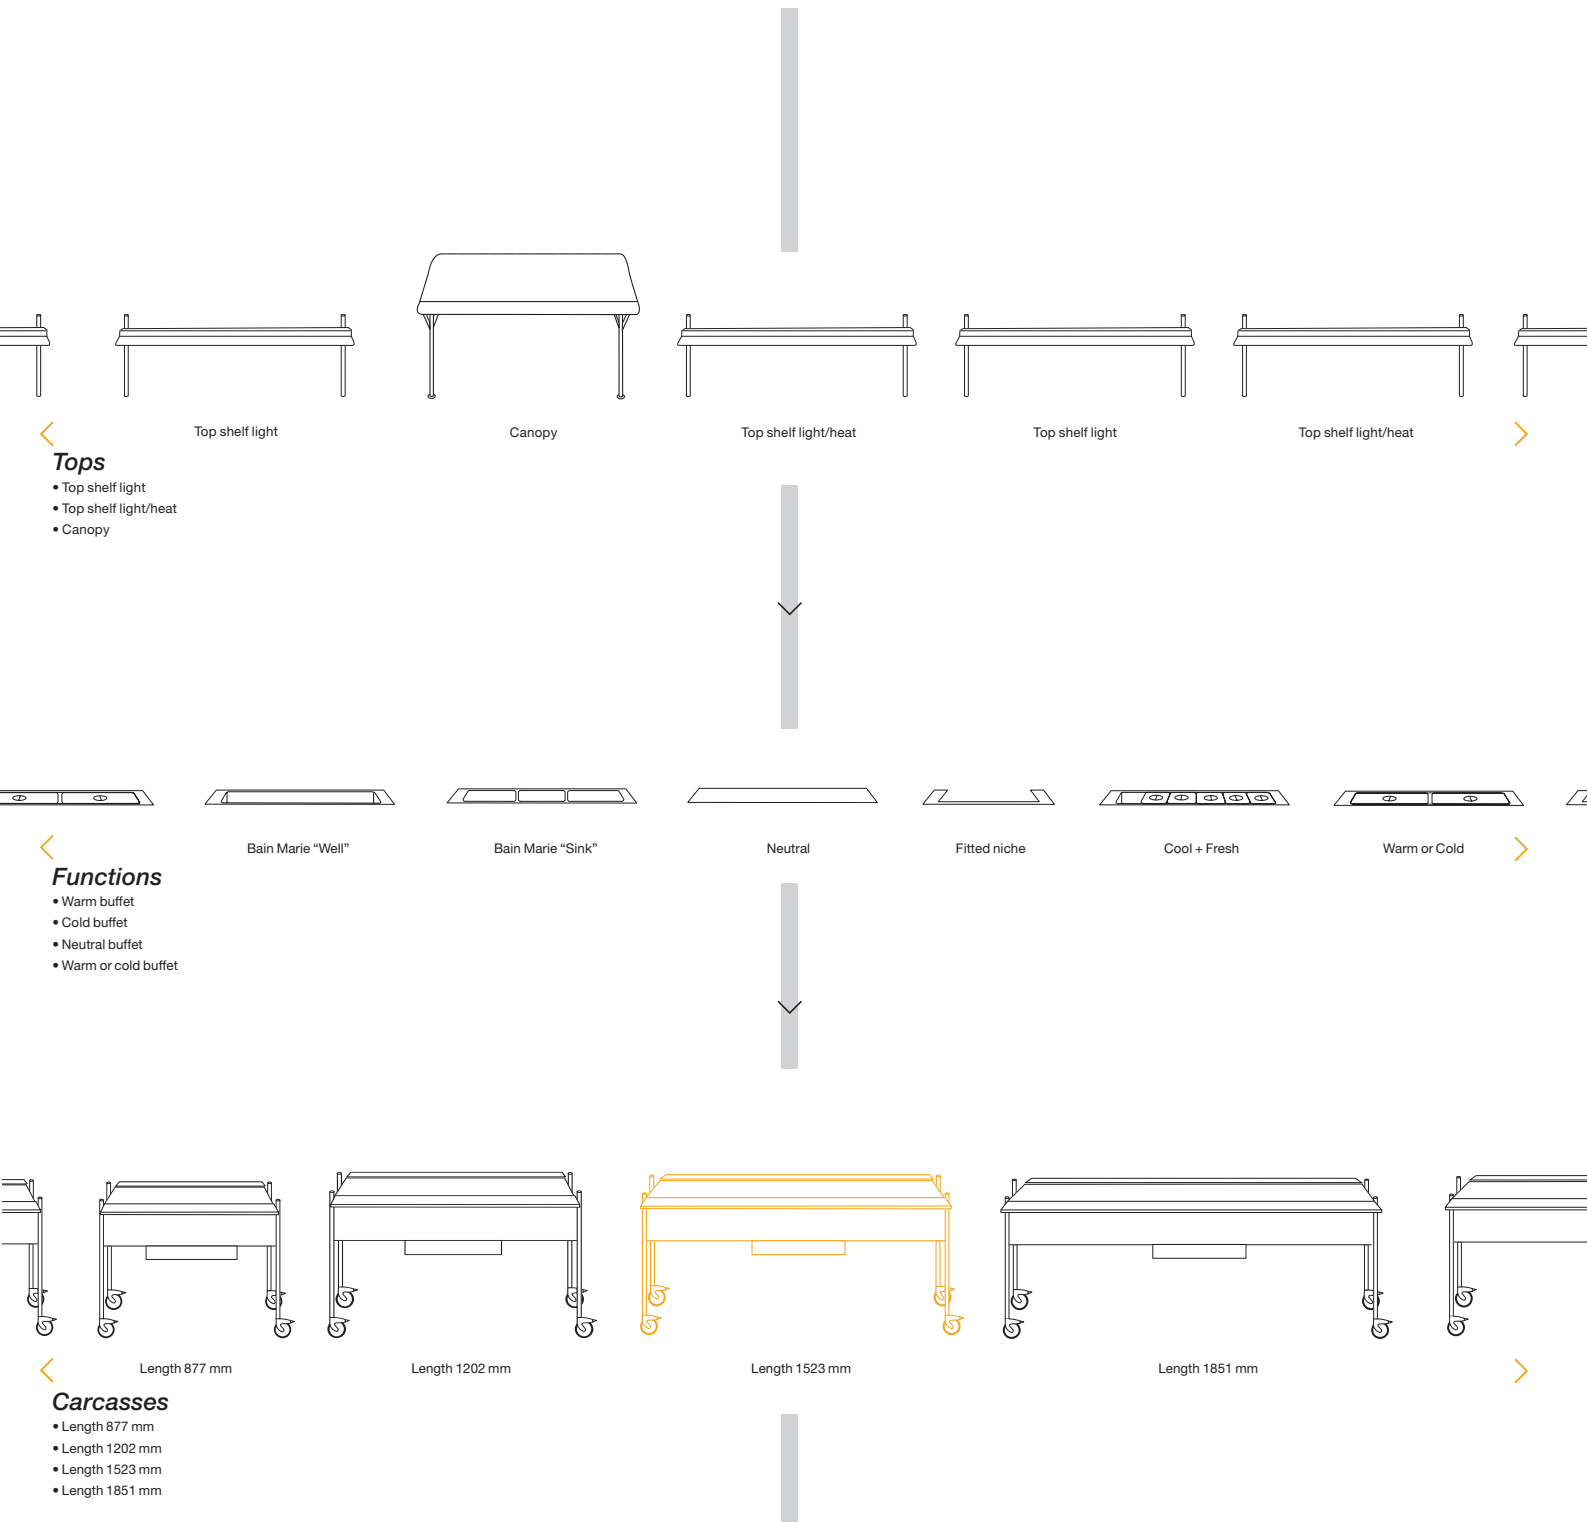 Top shelf light
Canopy
Top shelf light/heat
Top shelf light
Top shelf light/heat
Tops
• Top shelf light
• Top shelf light/heat
• Canopy
Bain Marie “Well”
Bain Marie “Sink”
Neutral
Fitted niche
Cool + Fresh
Warm or Cold
Functions
• Warm buffet
• Cold buffet
• Neutral buffet
• Warm or cold buffet
Length 877 mm
Length 1202 mm
Length 1523 mm
Length 1851 mm
Carcasses
• Length 877 mm
• Length 1202 mm
• Length 1523 mm
• Length 1851 mm